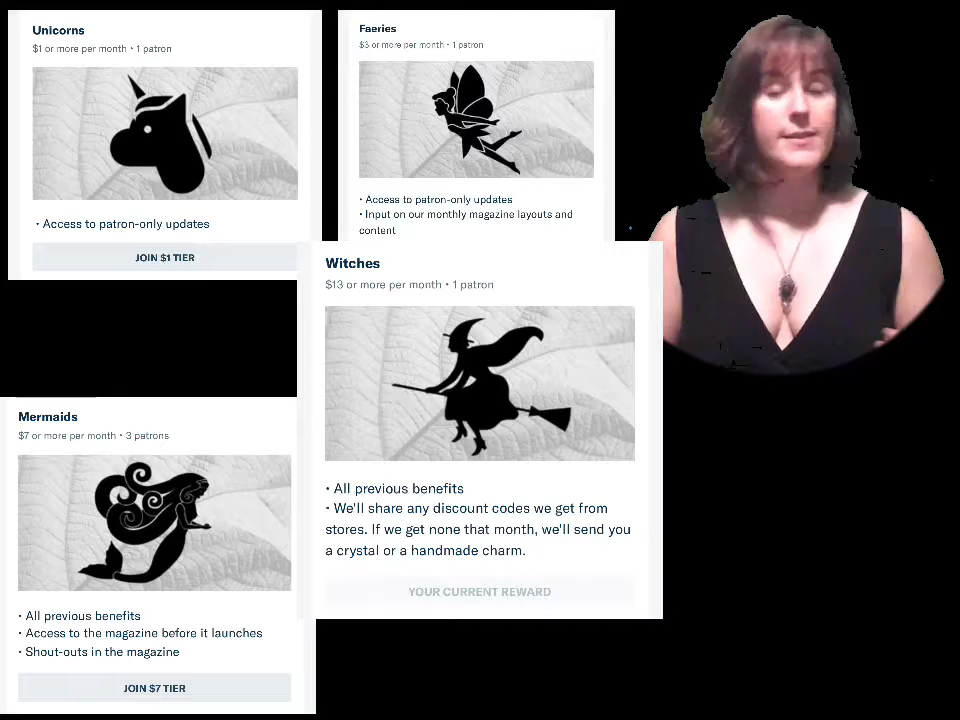 Unicorns
$1 or more per month • 1 patron
• Access to patron-only updates
JOIN $1 TIER
Faeries
$3 or more per month • 1 patron
• Access to patron-only updates
• Input on our monthly magazine layouts and
content
Witches
$13 or more per month • 1 patron
• All previous benefits
• We'll share any discount codes we get from
stores. If we get none that month, we'll send you
a crystal or a handmade charm.
YOUR CURRENT REWARD
Mermaids
$7 or more per month • 3 patrons
• All previous benefits
• Access to the magazine before it launches
• Shout-outs in the magazine
JOIN $7 TIER